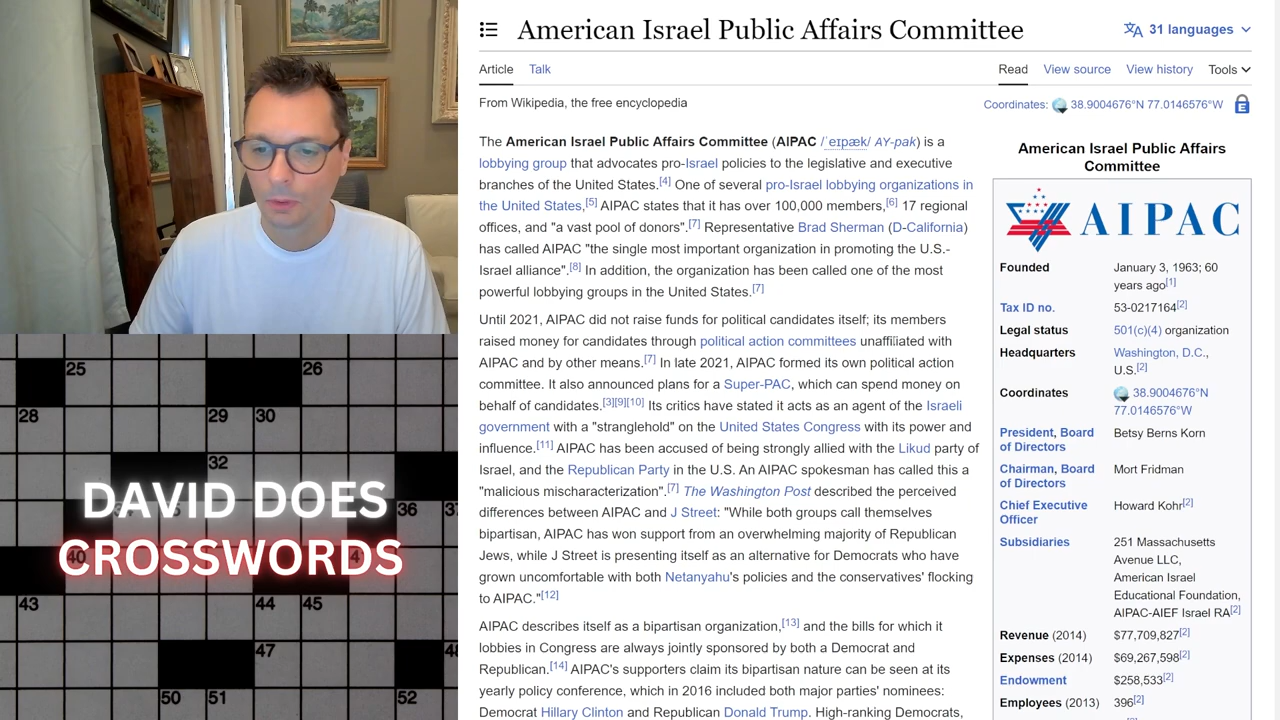 American Israel Public Affairs Committee
31 languages
Article Talk
Read View source View history Tools
From Wikipedia, the free encyclopedia
Coordinates: 38.9004676°N 77.0146576°W
The American Israel Public Affairs Committee (AIPAC /ˈeɪpæk/ AY-pak) is a
lobbying group that advocates pro-Israel policies to the legislative and executive
branches of the United States.[4] One of several pro-Israel lobbying organizations in
the United States,[5] AIPAC states that it has over 100,000 members,[6] 17 regional
offices, and "a vast pool of donors".[7] Representative Brad Sherman (D-California)
has called AIPAC "the single most important organization in promoting the U.S.-
Israel alliance".[8] In addition, the organization has been called one of the most
powerful lobbying groups in the United States.[7]
Until 2021, AIPAC did not raise funds for political candidates itself; its members
raised money for candidates through political action committees unaffiliated with
AIPAC and by other means.[7] In late 2021, AIPAC formed its own political action
committee. It also announced plans for a Super-PAC, which can spend money on
behalf of candidates.[3][9][10] Its critics have stated it acts as an agent of the Israeli
government with a "stranglehold" on the United States Congress with its power and
influence.[11] AIPAC has been accused of being strongly allied with the Likud party of
Israel, and the Republican Party in the U.S. An AIPAC spokesman has called this a
"malicious mischaracterization".[7] The Washington Post described the perceived
differences between AIPAC and J Street: "While both groups call themselves
bipartisan, AIPAC has won support from an overwhelming majority of Republican
Jews, while J Street is presenting itself as an alternative for Democrats who have
grown uncomfortable with both Netanyahu's policies and the conservatives' flocking
to AIPAC."[12]
AIPAC describes itself as a bipartisan organization,[13] and the bills for which it
lobbies in Congress are always jointly sponsored by both a Democrat and
Republican.[14] AIPAC's supporters claim its bipartisan nature can be seen at its
yearly policy conference, which in 2016 included both major parties' nominees:
Democrat Hillary Clinton and Republican Donald Trump. High-ranking Democrats,
American Israel Public Affairs
Committee
AIPAC
Founded January 3, 1963; 60
years ago[1]
Tax ID no. 53-0217164[2]
Legal status 501(c)(4) organization
Headquarters Washington, D.C.,
U.S.[2]
Coordinates 38.9004676°N
77.0146576°W
President, Board
of Directors Betsy Berns Korn
Chairman, Board
of Directors Mort Fridman
Chief Executive
Officer Howard Kohr[2]
Subsidiaries 251 Massachusetts
Avenue LLC,
American Israel
Educational Foundation,
AIPAC-AIEF Israel RA[2]
Revenue (2014) $77,709,827[2]
Expenses (2014) $69,267,598[2]
Endowment $258,533[2]
Employees (2013) 396[2]
25 26
28 29 30
32
DAVID DOES
36
CROSSWORDS
40
43 44 45
47
50 51 52